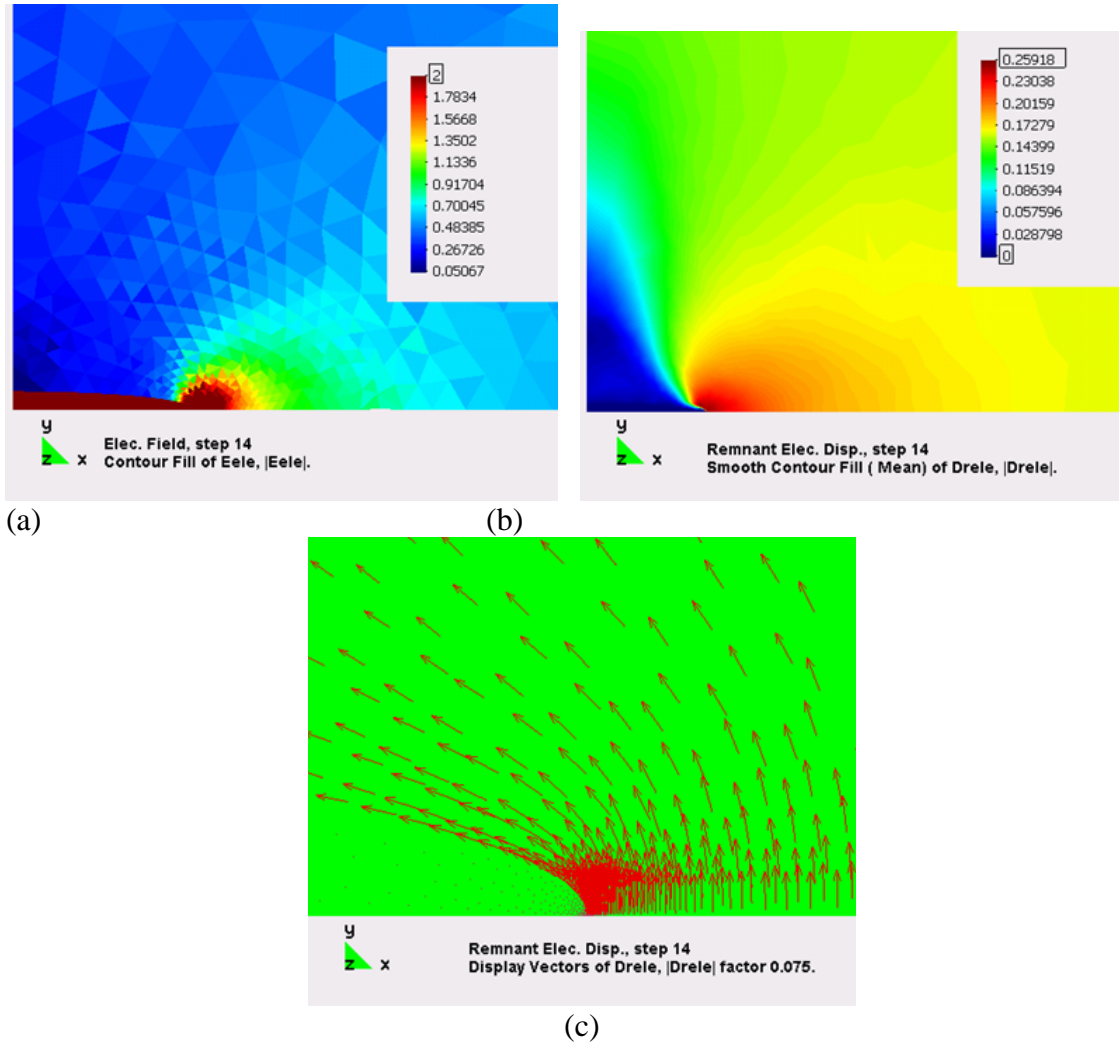 2
1.7834
1.5668
1.3502
1.1336
0.91704
0.70045
0.48385
0.26726
0.05067
y
z x
Elec. Field, step 14
Contour Fill of Eele, |Eele|.
(a)
0.25918
0.23038
0.20159
0.17279
0.14399
0.11519
0.086394
0.057596
0.028798
0
y
z x
Remnant Elec. Disp., step 14
Smooth Contour Fill ( Mean) of Drele, |Drele|.
(b)
y
z x
Remnant Elec. Disp., step 14
Display Vectors of Drele, |Drele| factor 0.075.
(c)